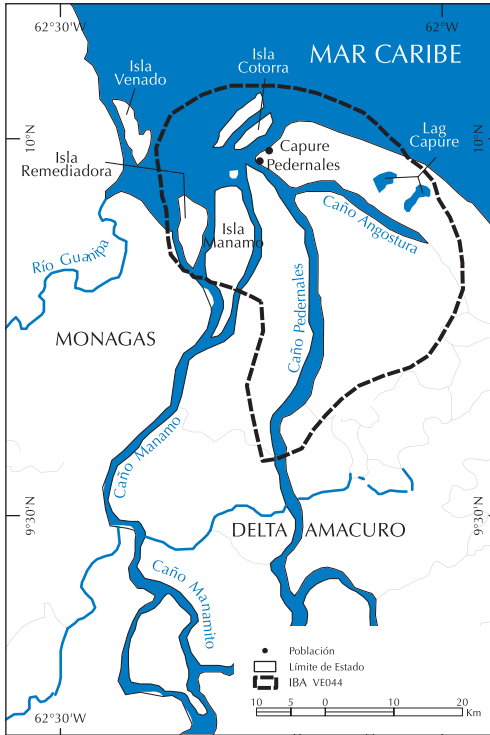 62°30'W
62°W
MAR CARIBE
Isla
Venado
Isla
Cotorra
10°N
10°N
Lag
Capure
Capure
Pedernales
Isla
Remediadora
Isla
Manamo
Caño Angostura
Río Guanipa
Caño Pedernales
MONAGAS
Caño Manamo
9°30'N
9°30'N
DELTA AMACURO
Caño Manamito
Población
Límite de Estado
IBA VE044
10 5 0 10 20
Km
62°30'W